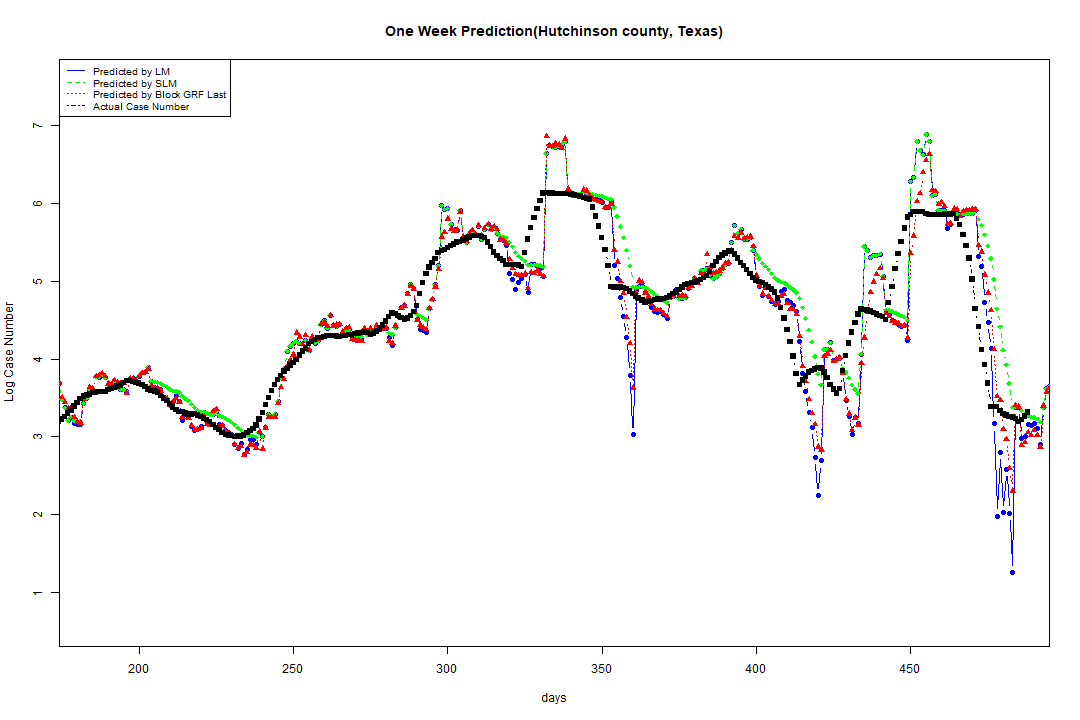 One Week Prediction(Hutchinson county, Texas)
Predicted by LM
Predicted by SLM
Predicted by Block GRF Last
Actual Case Number
Log Case Number
7
6
5
4
3
2
1
200 250 300 350 400 450
days